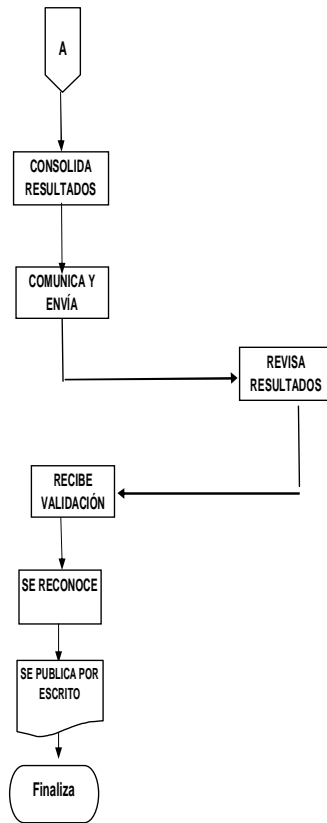 A
CONSOLIDA
RESULTADOS
COMUNICA Y
ENVÍA
REVISA
RESULTADOS
RECIBE
VALIDACIÓN
SE RECONOCE
SE PUBLICA POR
ESCRITO
Finaliza